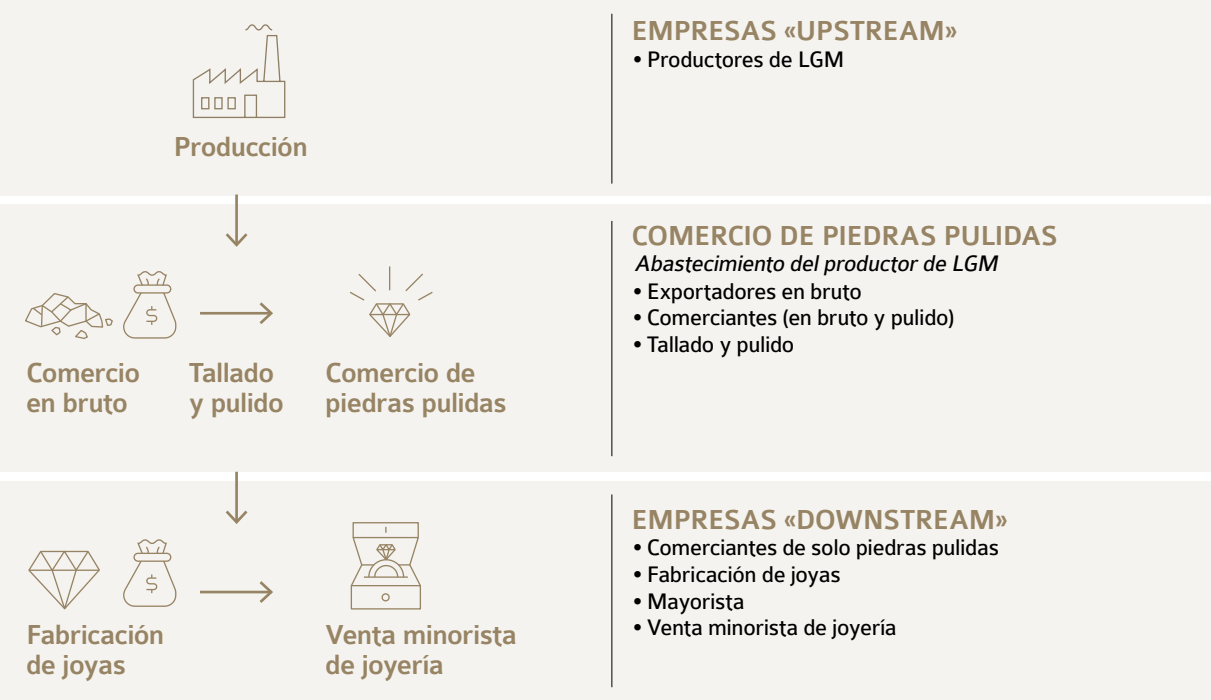 Producción
EMPRESAS «UPSTREAM»
• Productores de LGM
$
Comercio
en bruto
Tallado
y pulido
Comercio de
piedras pulidas
COMERCIO DE PIEDRAS PULIDAS
Abastecimiento del productor de LGM
• Exportadores en bruto
• Comerciantes (en bruto y pulido)
• Tallado y pulido
$
Fabricación
de joyas
Venta minorista
de joyería
EMPRESAS «DOWNSTREAM»
• Comerciantes de solo piedras pulidas
• Fabricación de joyas
• Mayorista
• Venta minorista de joyería